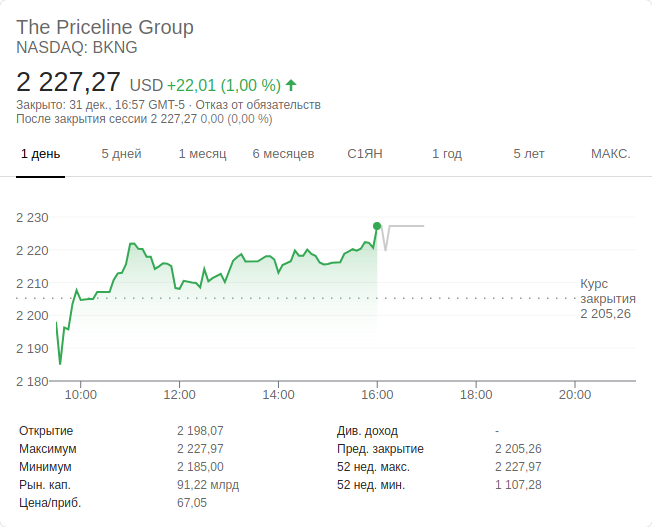 The Priceline Group
NASDAQ: BKNG
2 227,27 USD +22,01 (1,00 %)
Закрыто: 31 дек., 16:57 GMT-5 · Отказ от обязательств
После закрытия сессии 2 227,27 0,00 (0,00 %)
1 день 5 дней 1 месяц 6 месяцев С1ЯН 1 год 5 лет МАКС.
2 230
2 220
2 210
2 200
2 190
2 180
Курс
закрытия
2 205,26
10:00 12:00 14:00 16:00 18:00 20:00
Открытие 2 198,07
Максимум 2 227,97
Минимум 2 185,00
Рын. кап. 91,22 млрд
Цена/приб. 67,05
Див. доход -
Пред. закрытие 2 205,26
52 нед. макс. 2 227,97
52 нед. мин. 1 107,28